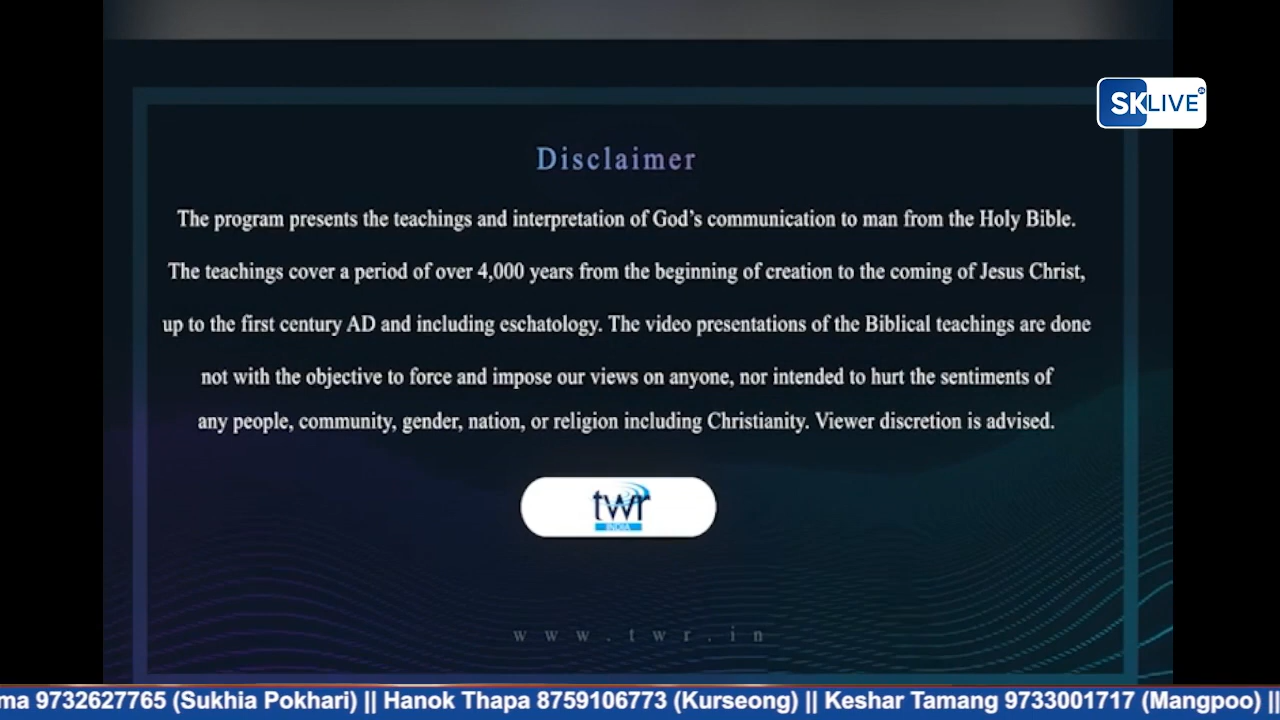 SKLIVE 24
Disclaimer
The program presents the teachings and interpretation of God's communication to man from the Holy Bible.
The teachings cover a period of over 4,000 years from the beginning of creation to the coming of Jesus Christ,
up to the first century AD and including eschatology. The video presentations of the Biblical teachings are done
not with the objective to force and impose our views on anyone, nor intended to hurt the sentiments of
any people, community, gender, nation, or religion including Christianity. Viewer discretion is advised.
twr
INDIA
www.twr.in
ma 9732627765 (Sukhia Pokhari) || Hanok Thapa 8759106773 (Kurseong) || Keshar Tamang 9733001717 (Mangpoo) ||